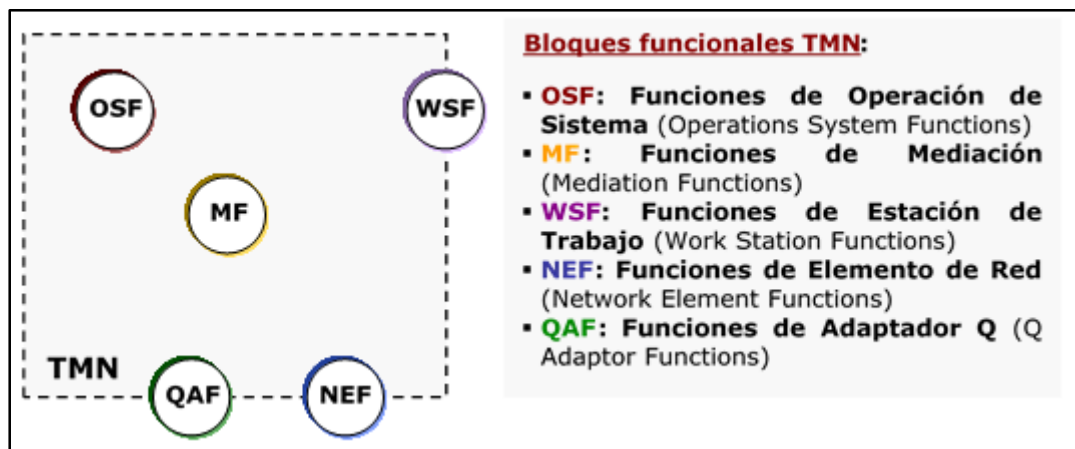 OSF
WSF
MF
TMN
QAF
NEF
Bloques funcionales TMN:
▪ OSF: Funciones de Operación de
Sistema (Operations System Functions)
▪ MF: Funciones de Mediación
(Mediation Functions)
▪ WSF: Funciones de Estación de
Trabajo (Work Station Functions)
▪ NEF: Funciones de Elemento de Red
(Network Element Functions)
▪ QAF: Funciones de Adaptador Q (Q
Adaptor Functions)